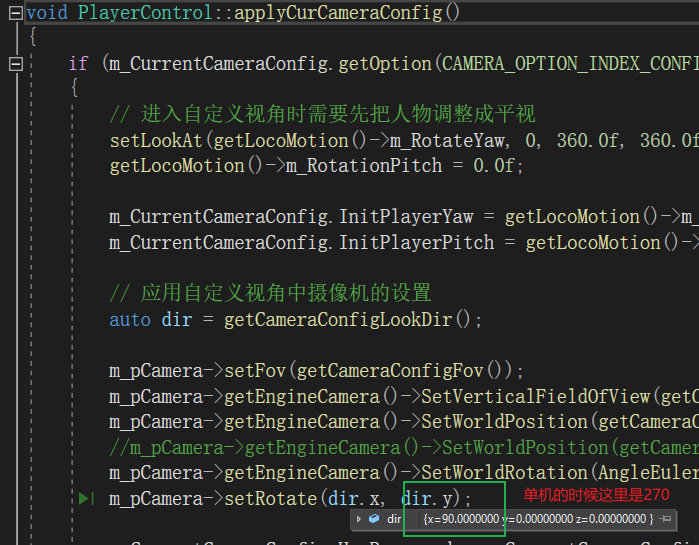 void PlayerControl::applyCurCameraConfig()
{
if (m_CurrentCameraConfig.getOption(CAMERA_OPTION_INDEX_CONFI
{
// 进入自定义视角时需要先把人物调整成平视
setLookAt(getLocoMotion()->m_RotateYaw, 0, 360.0f, 360.0f
getLocoMotion()->m_RotationPitch = 0.0f;
m_CurrentCameraConfig.InitPlayerYaw = getLocoMotion()->m_
m_CurrentCameraConfig.InitPlayerPitch = getLocoMotion()->
// 应用自定义视角中摄像机的设置
auto dir = getCameraConfigLookDir();
m_pCamera->setFov(getCameraConfigFov());
m_pCamera->getEngineCamera()->SetVerticalFieldOfView(getC
m_pCamera->getEngineCamera()->SetWorldPosition(getCameraC
//m_pCamera->getEngineCamera()->SetWorldPosition(getCamer
m_pCamera->getEngineCamera()->SetWorldRotation(AngleEuler
m_pCamera->setRotate(dir.x, dir.y); 单机的时候这里是270
dir {x=90.0000000 y=0.00000000 z=0.00000000 }